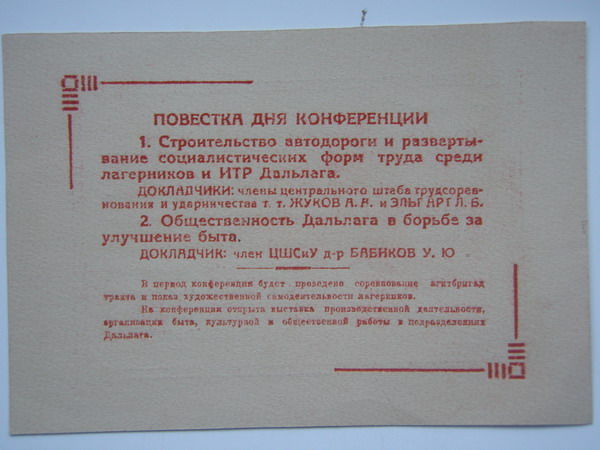 ПОВЕСТКА ДНЯ КОНФЕРЕНЦИИ
1. Строительство автодороги и разверты-
вание социалистических форм труда среди
лагерников и ИТР Дальлага.
ДОКЛАДЧИКИ: члены центрального штаба трудсорев-
нования и ударничества т. т. ЖУКОВ А. А. и ЭЛЬГАРТ Л. Б.
2. Общественность Дальлага в борьбе за
улучшение быта.
ДОКЛАДЧИК: член ЦШСиУ д-р БАБИКОВ У. Ю
В период конференции будет проведено соревнование агитбригад
тракта и показ художественной самодеятельности лагерников.
На конференции открыта выставка производственной деятельности,
организации быта, культурной и общественной работы в подразделениях
Дальлага.